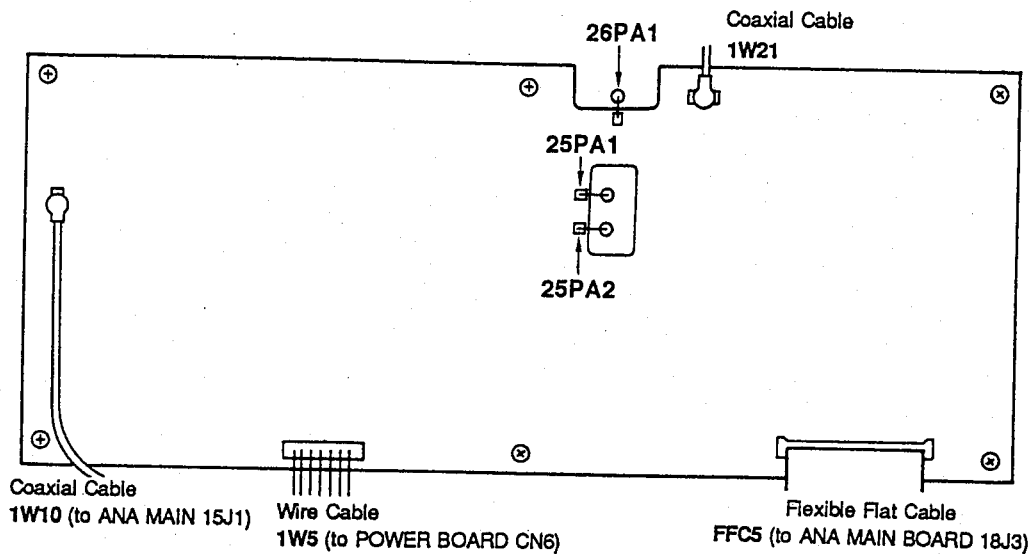 26PA1
Coaxial Cable
1W21
25PA1
25PA2
Coaxial Cable
1W10 (to ANA MAIN 15J1)
Wire Cable
1W5 (to POWER BOARD CN6)
Flexible Flat Cable
FFC5 (to ANA MAIN BOARD 18J3)